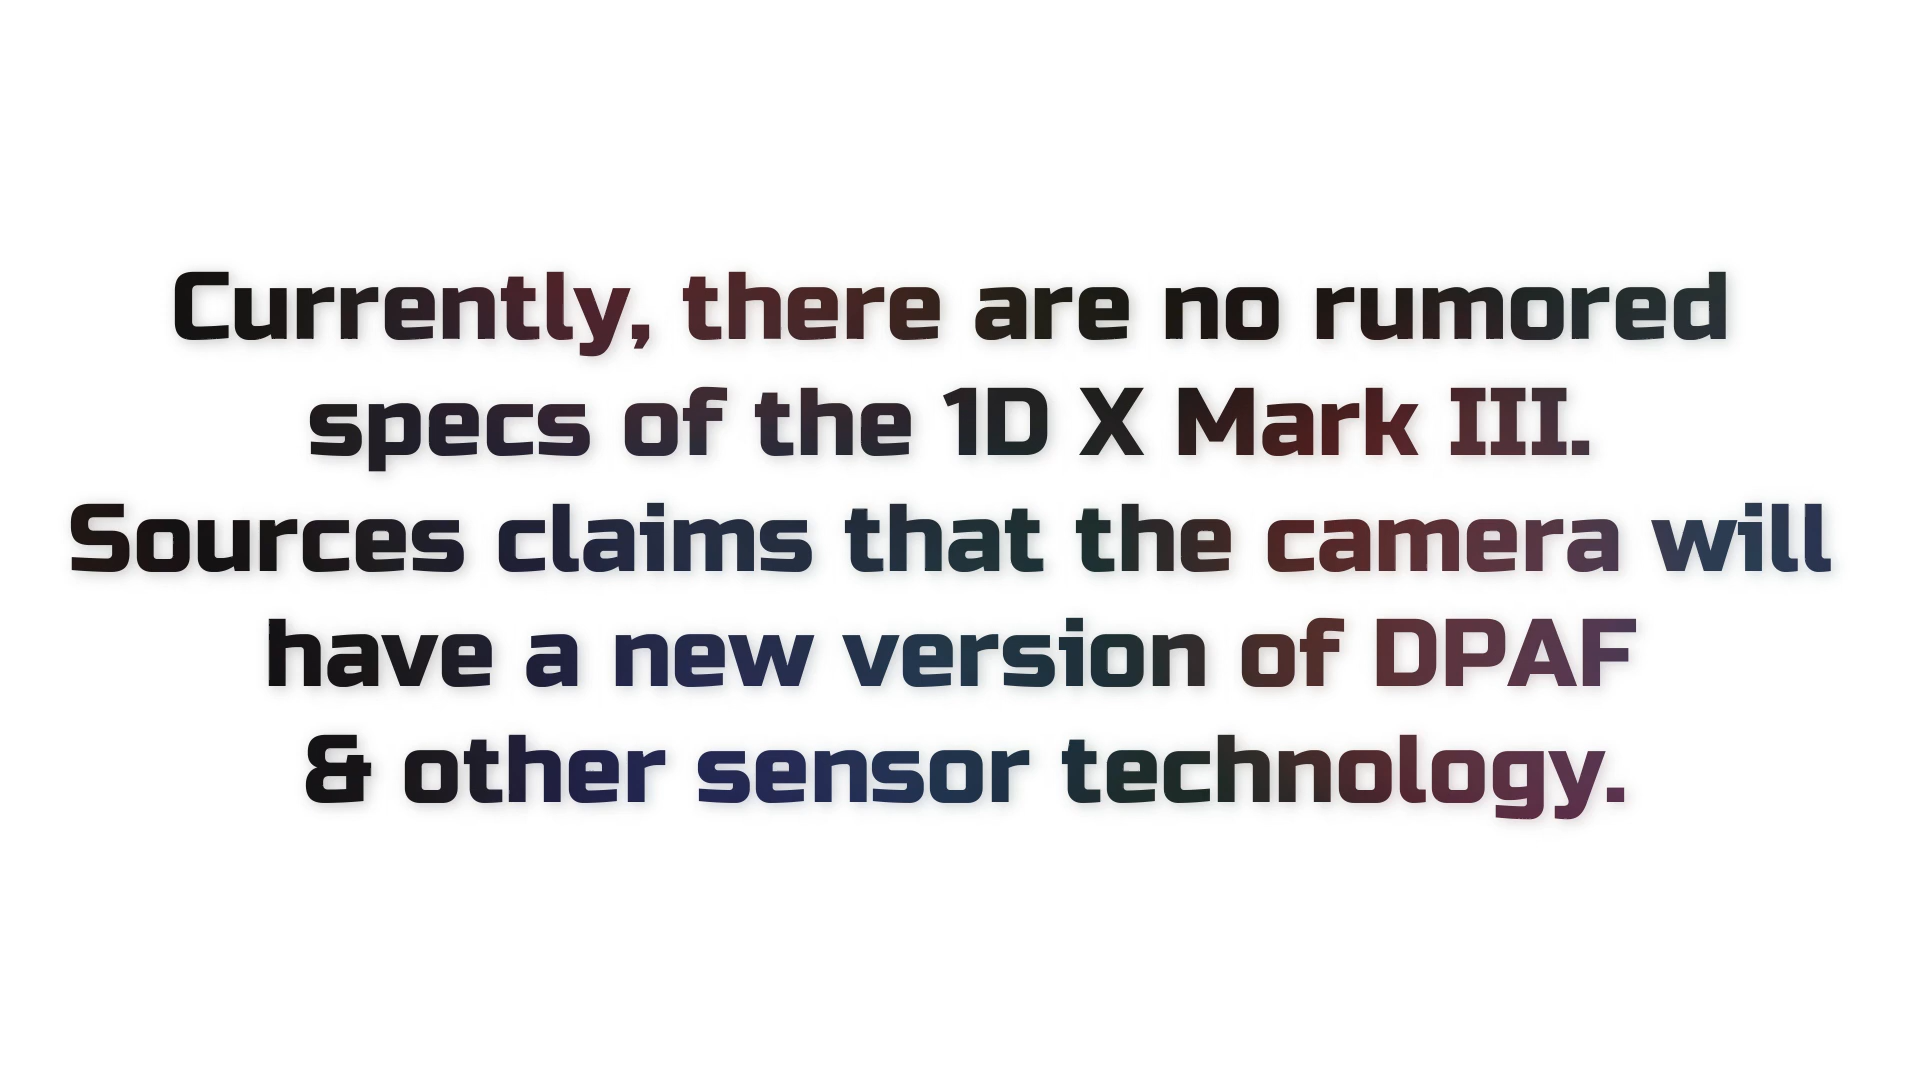 Currently, there are no rumored
specs of the 1D X Mark III.
Sources claims that the camera will
have a new version of DPAF
& other sensor technology.